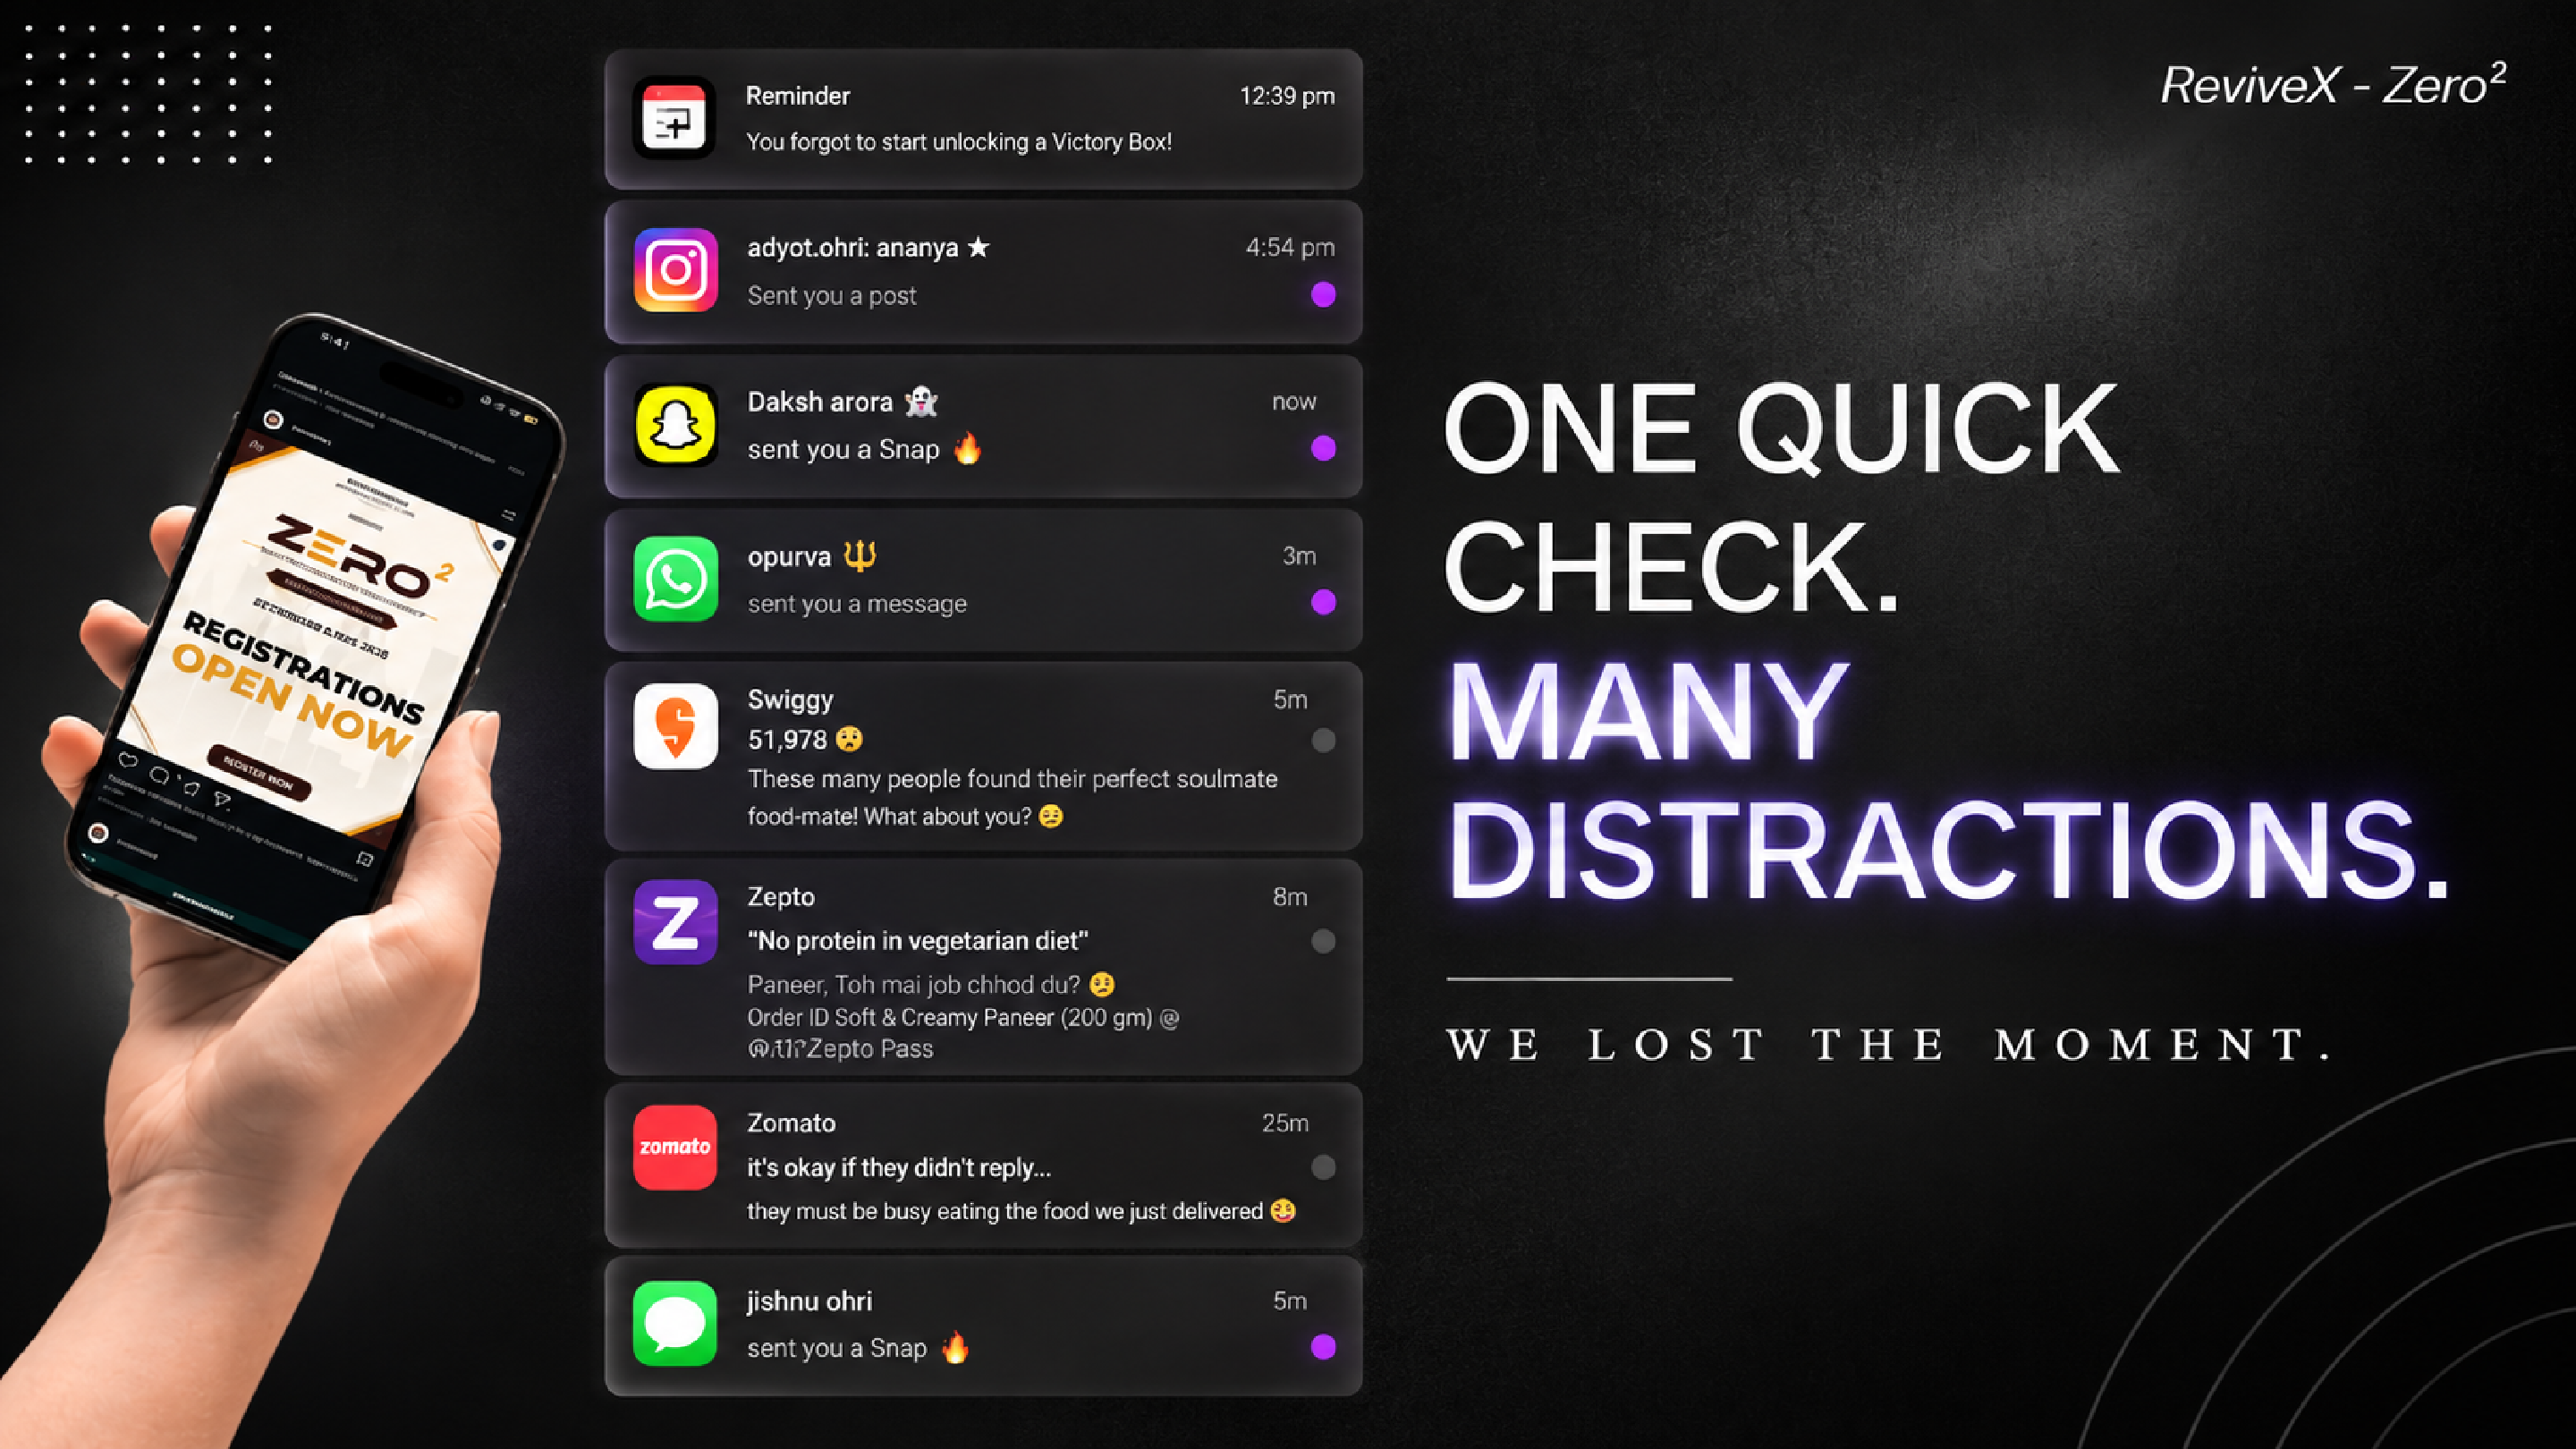 ReviveX - Zero²
Reminder
12:39 pm
You forgot to start unlocking a Victory Box!
adyot.ohri: ananya ★
4:54 pm
Sent you a post
Daksh arora 👻
now
sent you a Snap 🔥
opurva 🔱
3m
sent you a message
Swiggy
5m
51,978 😟
These many people found their perfect soulmate
food-mate! What about you? 😔
Zepto
8m
"No protein in vegetarian diet"
Paneer, Toh mai job chhod du? 😟
Order ID Soft & Creamy Paneer (200 gm) @
Zepto Pass
zomato
Zomato
25m
it's okay if they didn't reply...
they must be busy eating the food we just delivered 😆
jishnu ohri
5m
sent you a Snap 🔥
9:41
ZERO²
REGISTRATIONS
OPEN NOW
ONE QUICK
CHECK.
MANY
DISTRACTIONS.
WE LOST THE MOMENT.